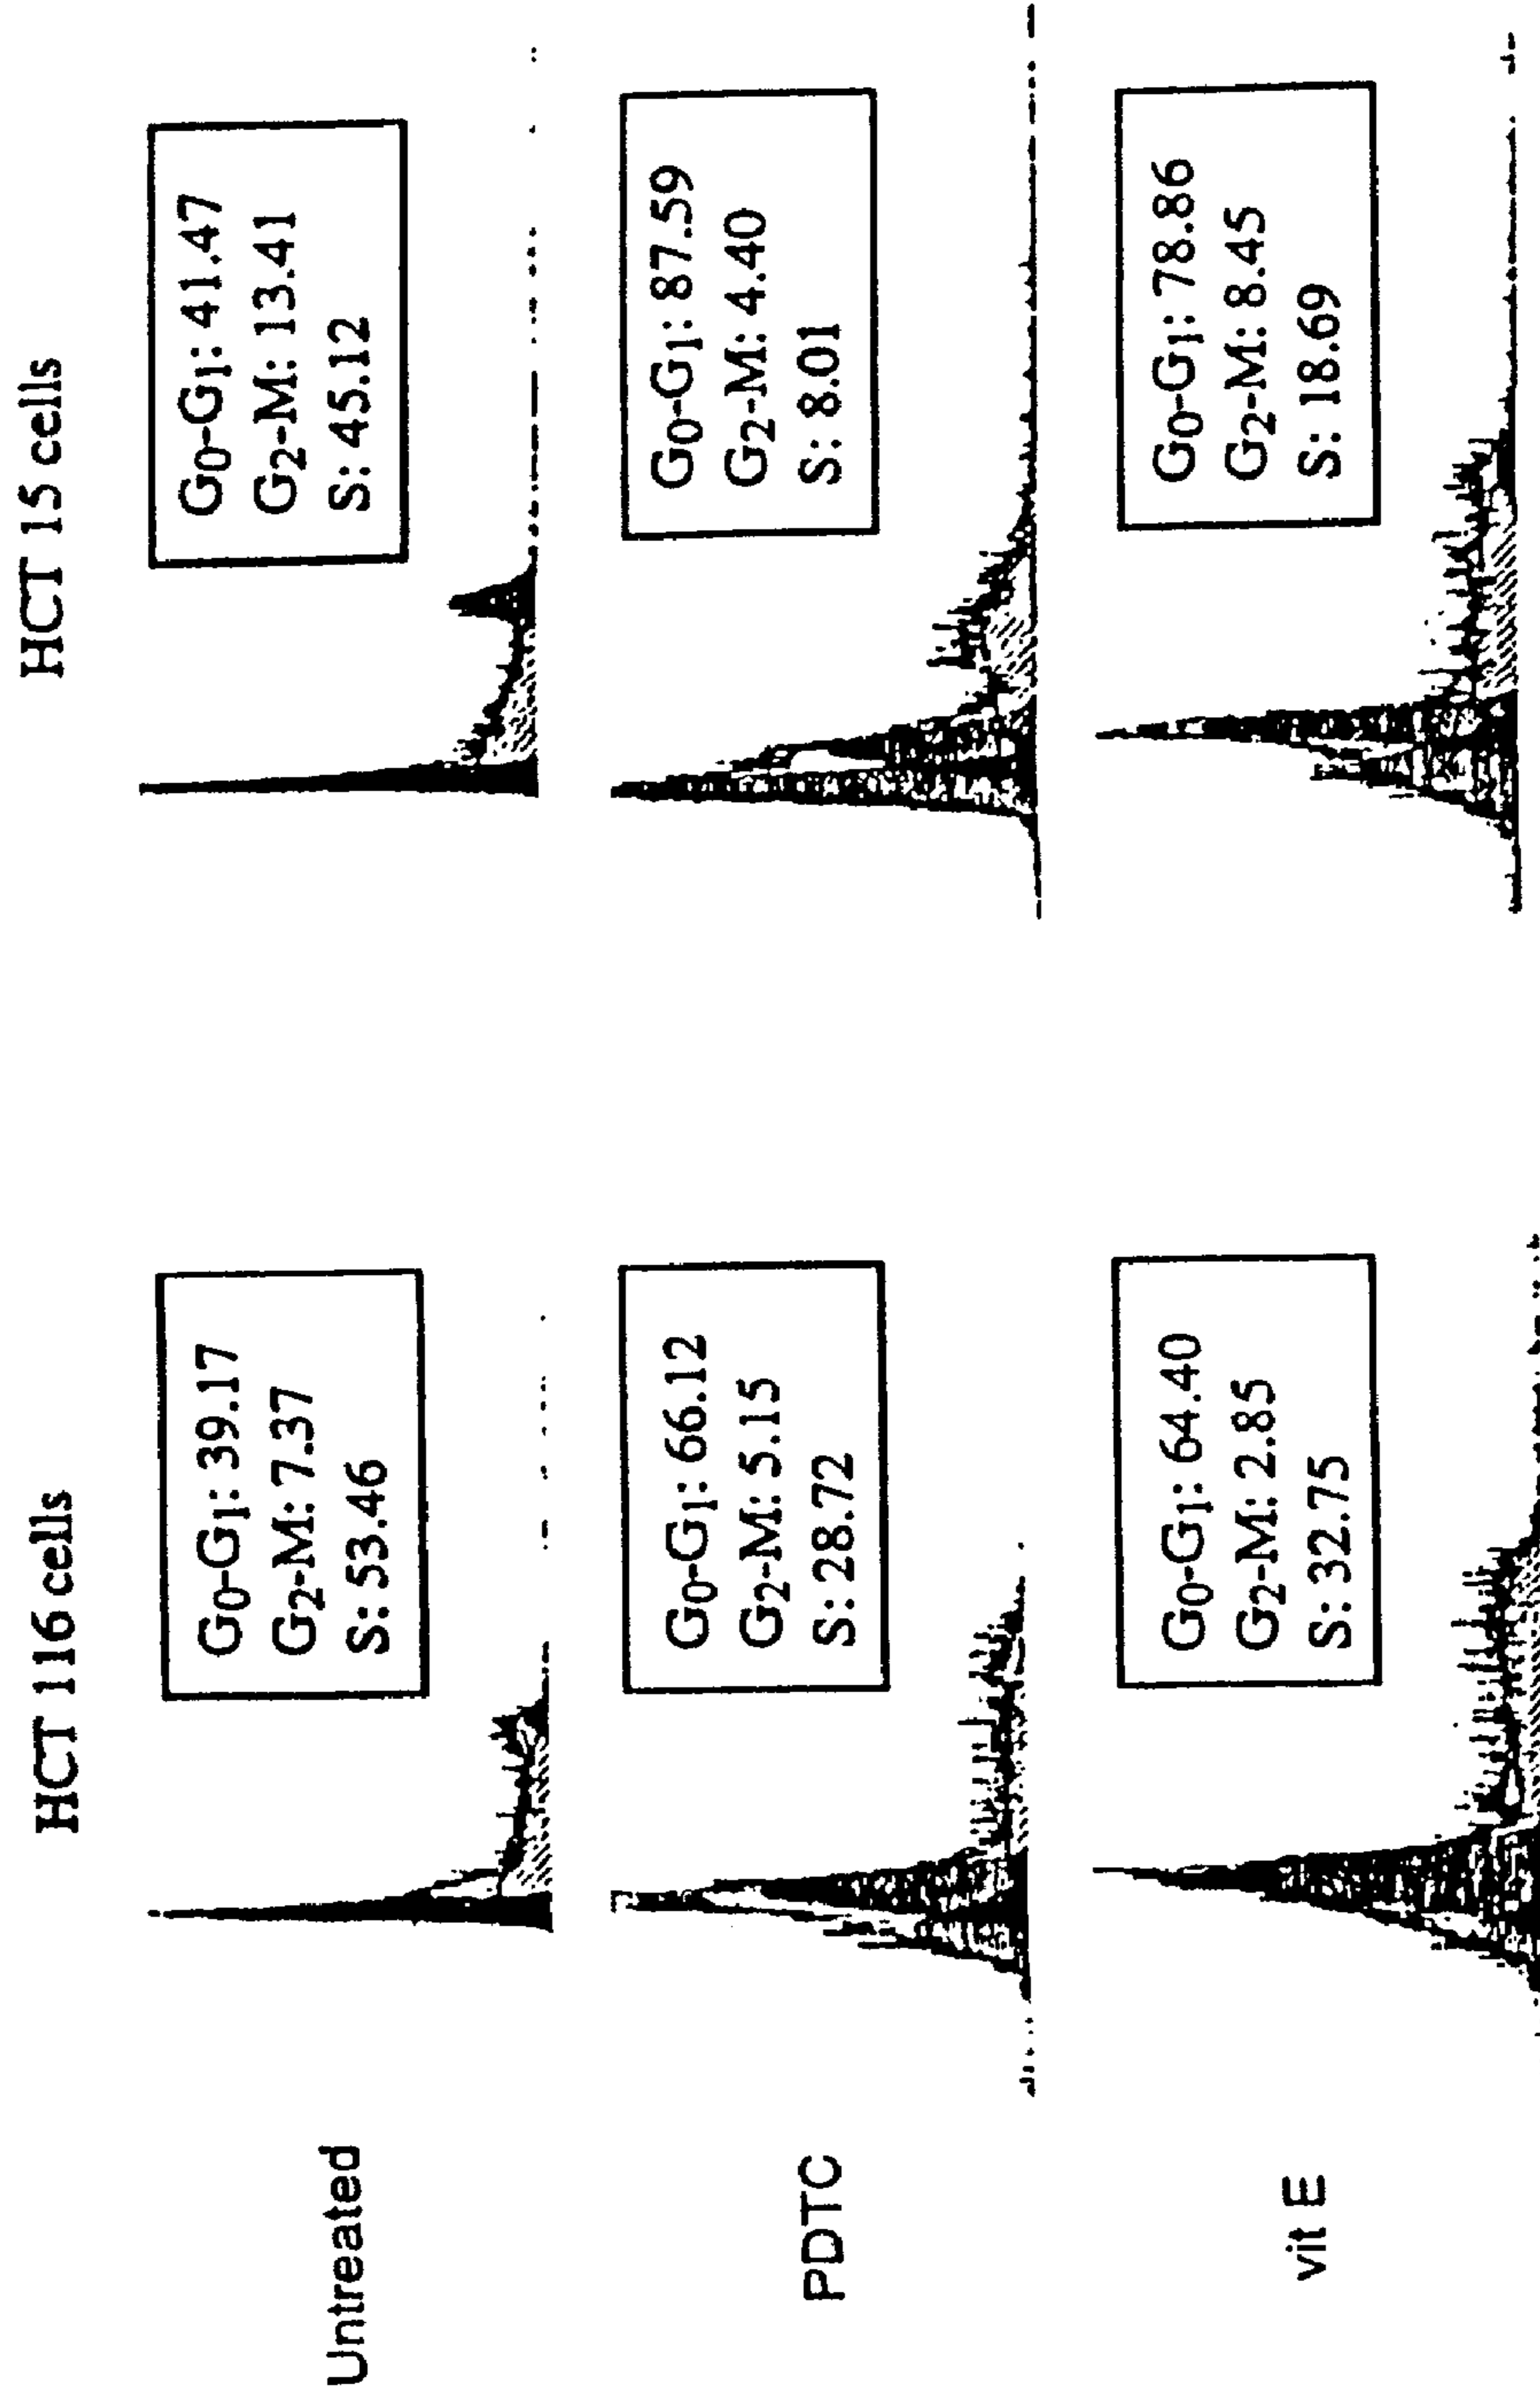 HCT 116 cells
HCT 15 cells
Untreated
G0-G1: 39.17
G2-M: 7.37
S: 53.46
G0-G1: 41.47
G2-M: 13.41
S: 45.12
PDTC
G0-G1: 66.12
G2-M: 5.15
S: 28.72
G0-G1: 87.59
G2-M: 4.40
S: 8.01
vit E
G0-G1: 64.40
G2-M: 2.85
S: 32.75
G0-G1: 78.86
G2-M: 8.45
S: 18.69